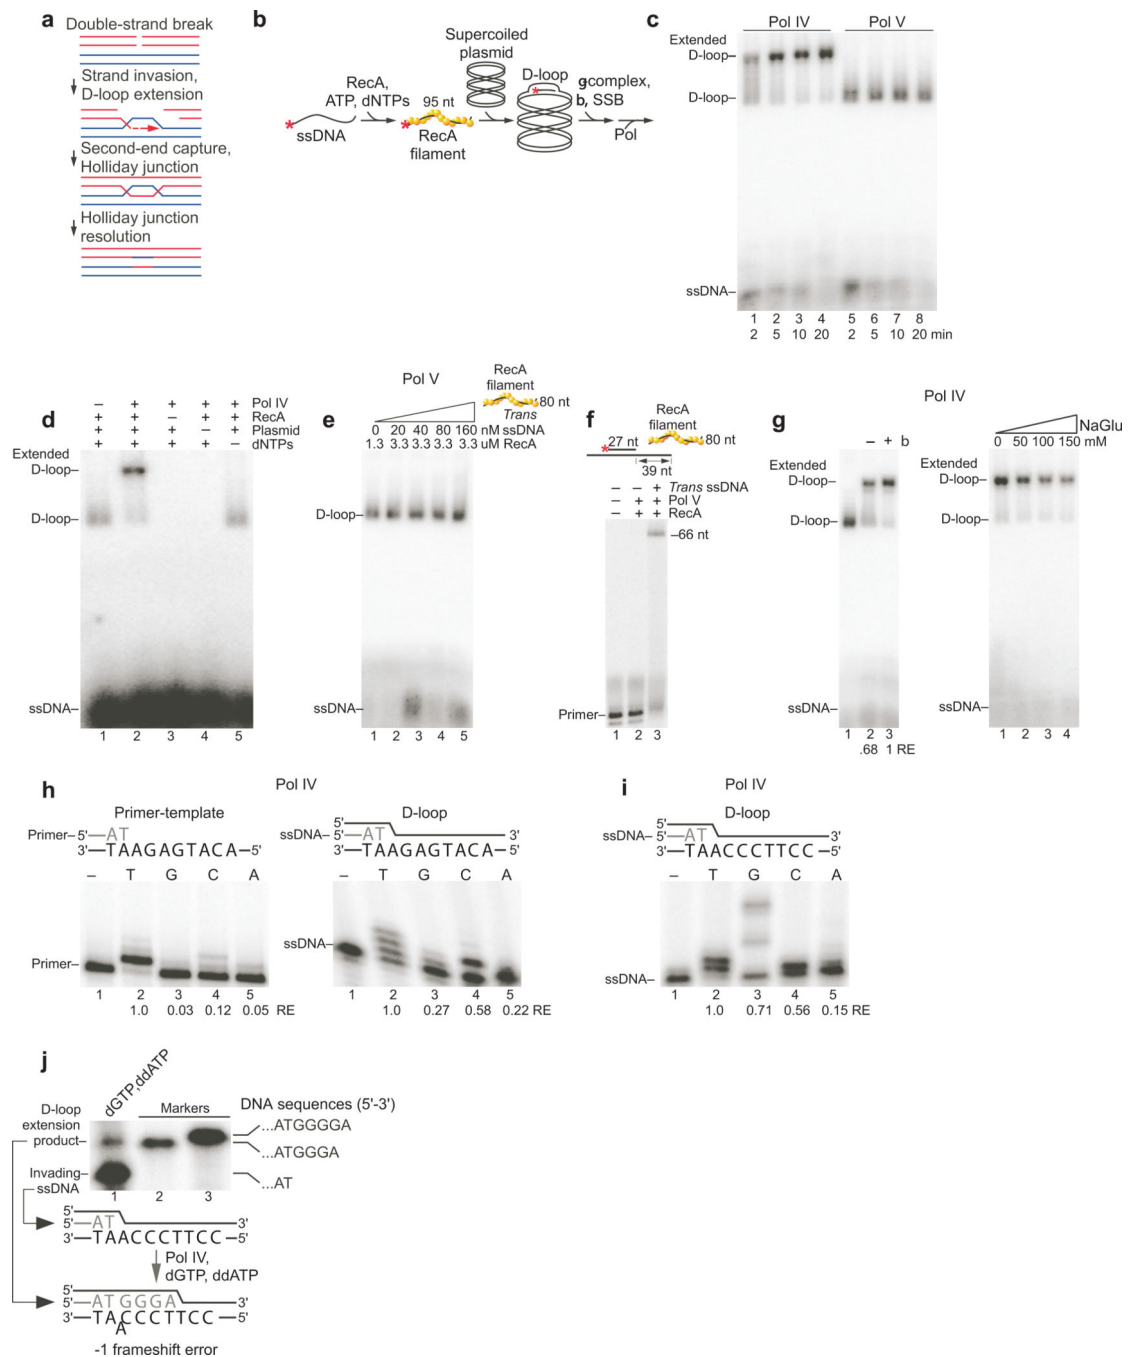 a
Double-strand break
Strand invasion,
D-loop extension
Second-end capture,
Holliday junction
Holliday junction
resolution
b
Supercoiled
plasmid
RecA,
ATP, dNTPs
95 nt
D-loop
g-complex,
b, SSB
*
ssDNA
*
RecA
filament
*
Pol
c
Pol IV Pol V
Extended
D-loop–
D-loop–
ssDNA–
1 2 3 4 5 6 7 8
2 5 10 20 2 5 10 20 min
d
– + + + + Pol IV
+ + + – + RecA
+ + – + + Plasmid
+ + + + – dNTPs
Extended
D-loop–
D-loop–
ssDNA–
1 2 3 4 5
e
Pol V
RecA
filament
80 nt
Trans
0 20 40 80 160 nM ssDNA
1.3 3.3 3.3 3.3 3.3 uM RecA
D-loop–
ssDNA–
1 2 3 4 5
f
RecA
filament
80 nt
* 27 nt
39 nt
– – + Trans ssDNA
– + + Pol V
– + + RecA
–66 nt
Primer–
1 2 3
g
Pol IV
– + b
Extended
D-loop–
D-loop–
ssDNA–
1 2 3
.68 1 RE
NaGlu
0 50 100 150 mM
Extended
D-loop–
D-loop–
ssDNA–
1 2 3 4
h
Pol IV
Primer-template
Primer– 5'–AT
3'–TAAGAGTACA–5'
– T G C A
Primer–
1 2 3 4 5
1.0 0.03 0.12 0.05 RE
D-loop
5'
ssDNA– 5'–AT 3'
3'–TAAGAGTACA–5'
– T G C A
ssDNA–
1 2 3 4 5
1.0 0.27 0.58 0.22 RE
i
Pol IV
D-loop
5'
ssDNA– 5'–AT 3'
3'–TAACCCTTCC–5'
– T G C A
ssDNA–
1 2 3 4 5
1.0 0.71 0.56 0.15 RE
j
dGTP,ddATP
Markers
DNA sequences (5'-3')
D-loop
extension
product–
...ATGGGGA
...ATGGGA
Invading–
ssDNA
...AT
1 2 3
5'
5'–AT 3'
3'–TAACCCTTCC–5'
Pol IV,
dGTP, ddATP
5'
5'–ATGGGA 3'
3'–TACCCTTCC–5'
A
-1 frameshift error